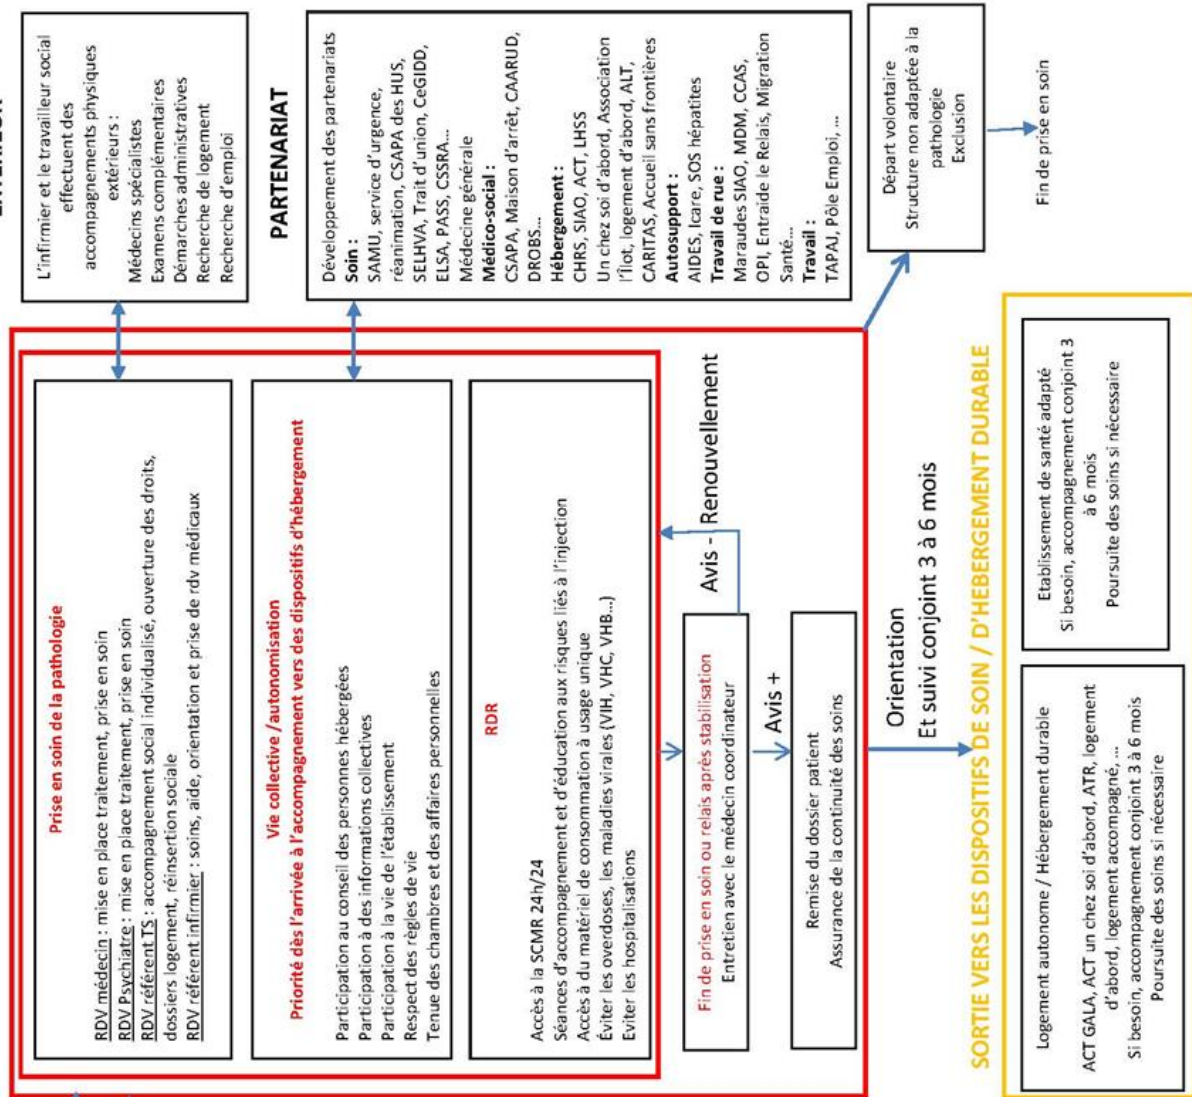 Prise en soin de la pathologie
RDV médecin : mise en place traitement, prise en soin
RDV Psychiatre : mise en place traitement, prise en soin
RDV référent TS : accompagnement social individualisé, ouverture des droits,
dossiers logement, réinsertion sociale
RDV référent infirmier : soins, aide, orientation et prise de rdv médicaux
L'infirmier et le travailleur social
effectuent des
accompagnements physiques
extérieurs :
Médecins spécialistes
Examens complémentaires
Démarches administratives
Recherche de logement
Recherche d'emploi
Vie collective /autonomisation
Priorité dès l'arrivée à l'accompagnement vers des dispositifs d'hébergement
Participation au conseil des personnes hébergées
Participation à des informations collectives
Participation à la vie de l'établissement
Respect des règles de vie
Tenue des chambres et des affaires personnelles
PARTENARIAT
Développement des partenariats
Soin :
SAMU, service d'urgence,
réanimation, CSAPA des HUS,
SELHVA, Trait d'union, CeGIDD,
ELSA, PASS, CSSRA...
Médecine générale
Médico-social :
CSAPA, Maison d'arrêt, CAARUD,
DROBS...
Hébergement :
CHRS, SIAO, ACT, LHSS
Un chez soi d'abord, Association
l'Îlot, logement d'abord, ALT,
CARITAS, Accueil sans frontières
Autosupport :
AIDES, Icare, SOS hépatites
Travail de rue :
Maraudes SIAO, MDM, CCAS,
OPI, Entraide le Relais, Migration
Santé...
Travail :
TAPAJ, Pôle Emploi, ...
RDR
Accès à la SCMR 24h/24
Séances d'accompagnement et d'éducation aux risques liés à l'injection
Accès à du matériel de consommation à usage unique
Éviter les overdoses, les maladies virales (VIH, VHC, VHB...)
Eviter les hospitalisations
Fin de prise en soin ou relais après stabilisation
Entretien avec le médecin coordinateur
Avis - Renouvellement
Avis +
Remise du dossier patient
Assurance de la continuité des soins
Départ volontaire
Structure non adaptée à la
pathologie
Exclusion
Fin de prise en soin
Orientation
Et suivi conjoint 3 à 6 mois
SORTIE VERS LES DISPOSITIFS DE SOIN / D'HEBERGEMENT DURABLE
Logement autonome / Hébergement durable
ACT GALA, ACT un chez soi d'abord, ATR, logement
d'abord, logement accompagné, ...
Si besoin, accompagnement conjoint 3 à 6 mois
Poursuite des soins si nécessaire
Etablissement de santé adapté
Si besoin, accompagnement conjoint 3
à 6 mois
Poursuite des soins si nécessaire